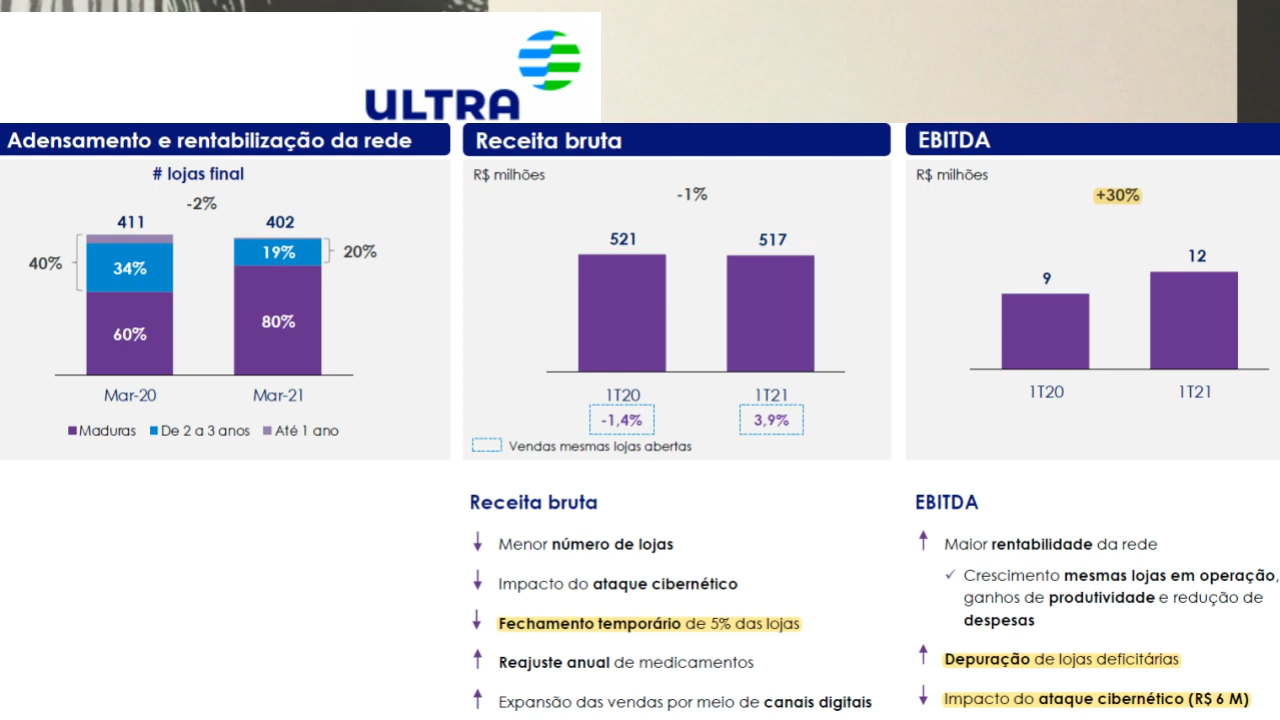 ULTRA
Adensamento e rentabilização da rede
# lojas final
-2%
411
402
40%
34%
60%
19%
80%
20%
Mar-20
Mar-21
Maduras
De 2 a 3 anos
Até 1 ano
Receita bruta
R$ milhões
-1%
521
517
1T20
1T21
-1,4%
3,9%
Vendas mesmas lojas abertas
EBITDA
R$ milhões
+30%
9
12
1T20
1T21
Receita bruta
↓ Menor número de lojas
↓ Impacto do ataque cibernético
↓ Fechamento temporário de 5% das lojas
↑ Reajuste anual de medicamentos
↑ Expansão das vendas por meio de canais digitais
EBITDA
↑ Maior rentabilidade da rede
✓ Crescimento mesmas lojas em operação,
ganhos de produtividade e redução de
despesas
↑ Depuração de lojas deficitárias
↓ Impacto do ataque cibernético (R$ 6 M)